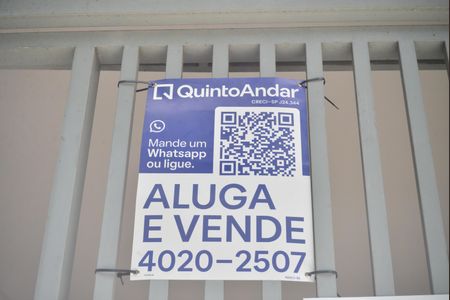 QuintoAndar
CRECI-SP J24.344
Mande um
Whatsapp
ou ligue.
ALUGA
E VENDE
4020-2507